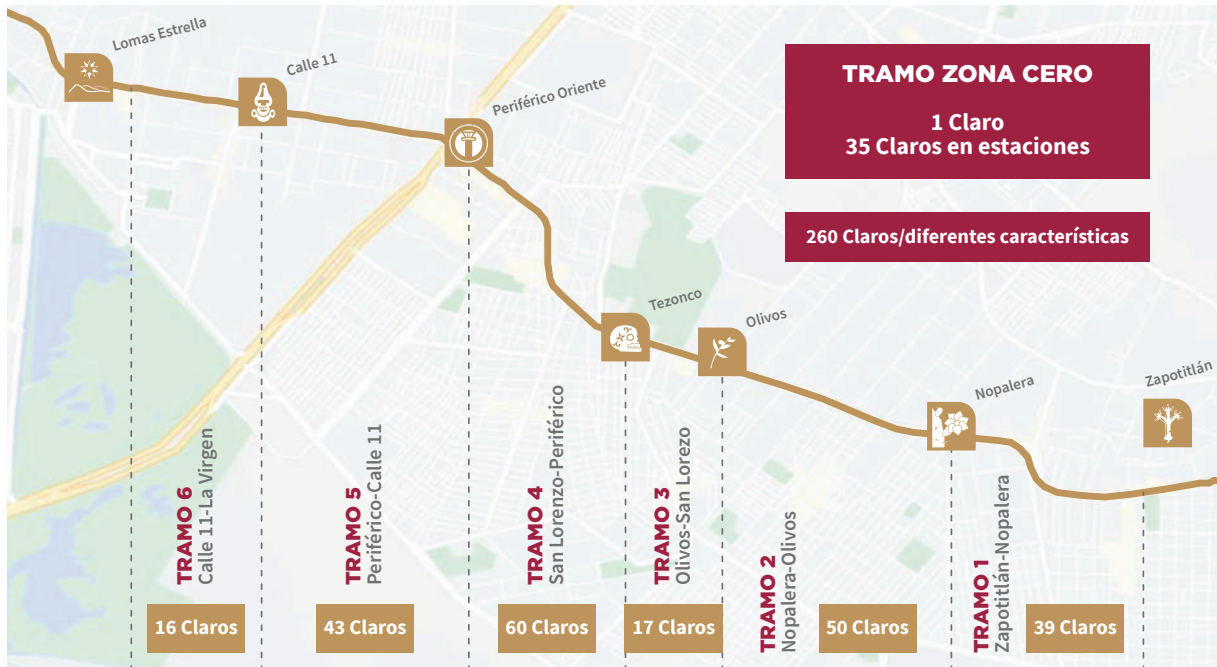 Lomas Estrella
Calle 11
Periférico Oriente
TRAMO ZONA CERO
1 Claro
35 Claros en estaciones
260 Claros/diferentes característificas
Tezonco
Olivos
Nopalera
Zapotitlán
TRAMO 6
Calle 11-La Virgen
TRAMO 5
Periférico-Calle 11
TRAMO 4
San Lorenzo-Periférico
TRAMO 3
Olivos-San Lorezo
TRAMO 2
Nopalera-Olivos
TRAMO 1
Zapotitlán-Nopalera
16 Claros
43 Claros
60 Claros
17 Claros
50 Claros
39 Claros